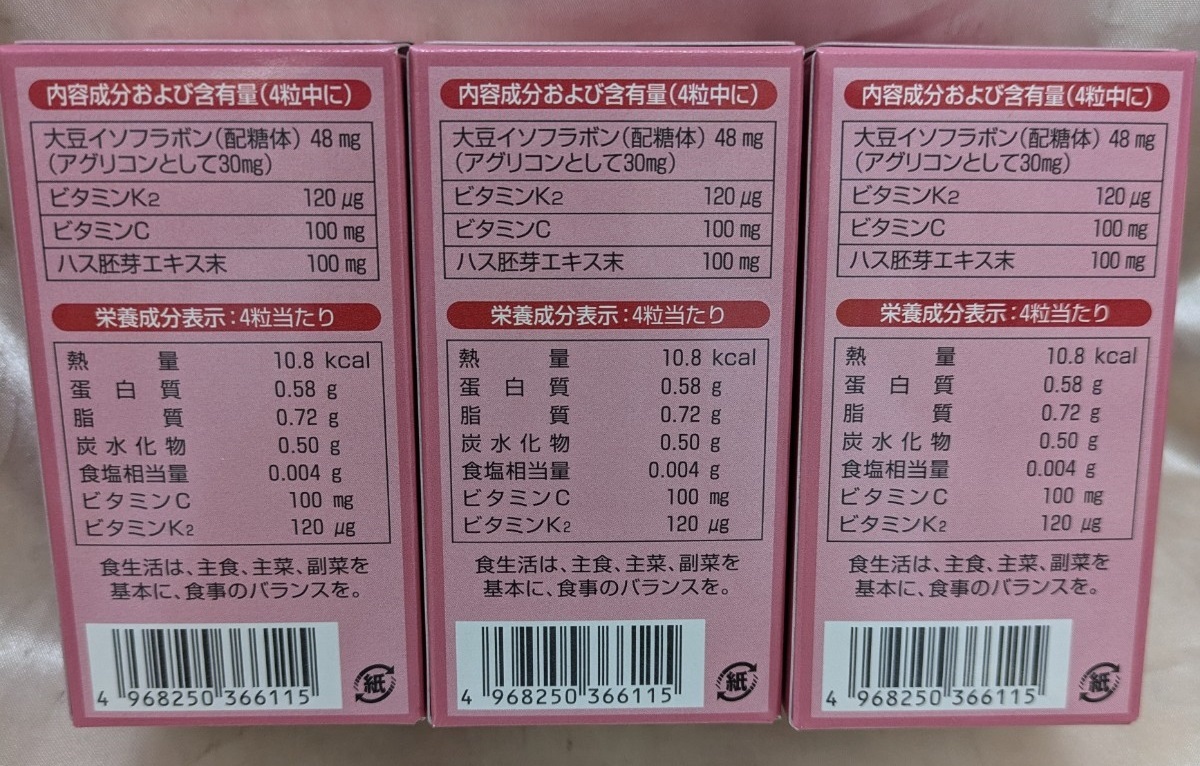 内容成分および含有量(4粒中に)
大豆イソフラボン(配糖体) 48 mg
(アグリコンとして30mg)
ビタミンK2 120 μg
ビタミンC 100 mg
ハス胚芽エキス末 100 mg
栄養成分表示:4粒当たり
熱量 10.8 kcal
蛋白質 0.58 g
脂質 0.72 g
炭水化物 0.50 g
食塩相当量 0.004 g
ビタミンC 100 mg
ビタミンK2 120 μg
食生活は、主食、主菜、副菜を
基本に、食事のバランスを。
4 968250 366115
紙
内容成分および含有量(4粒中に)
大豆イソフラボン(配糖体) 48 mg
(アグリコンとして30mg)
ビタミンK2 120 μg
ビタミンC 100 mg
ハス胚芽エキス末 100 mg
栄養成分表示:4粒当たり
熱量 10.8 kcal
蛋白質 0.58 g
脂質 0.72 g
炭水化物 0.50 g
食塩相当量 0.004 g
ビタミンC 100 mg
ビタミンK2 120 μg
食生活は、主食、主菜、副菜を
基本に、食事のバランスを。
4 968250 366115
紙
内容成分および含有量(4粒中に)
大豆イソフラボン(配糖体) 48 mg
(アグリコンとして30mg)
ビタミンK2 120 μg
ビタミンC 100 mg
ハス胚芽エキス末 100 mg
栄養成分表示:4粒当たり
熱量 10.8 kcal
蛋白質 0.58 g
脂質 0.72 g
炭水化物 0.50 g
食塩相当量 0.004 g
ビタミンC 100 mg
ビタミンK2 120 μg
食生活は、主食、主菜、副菜を
基本に、食事のバランスを。
4 968250 366115
紙